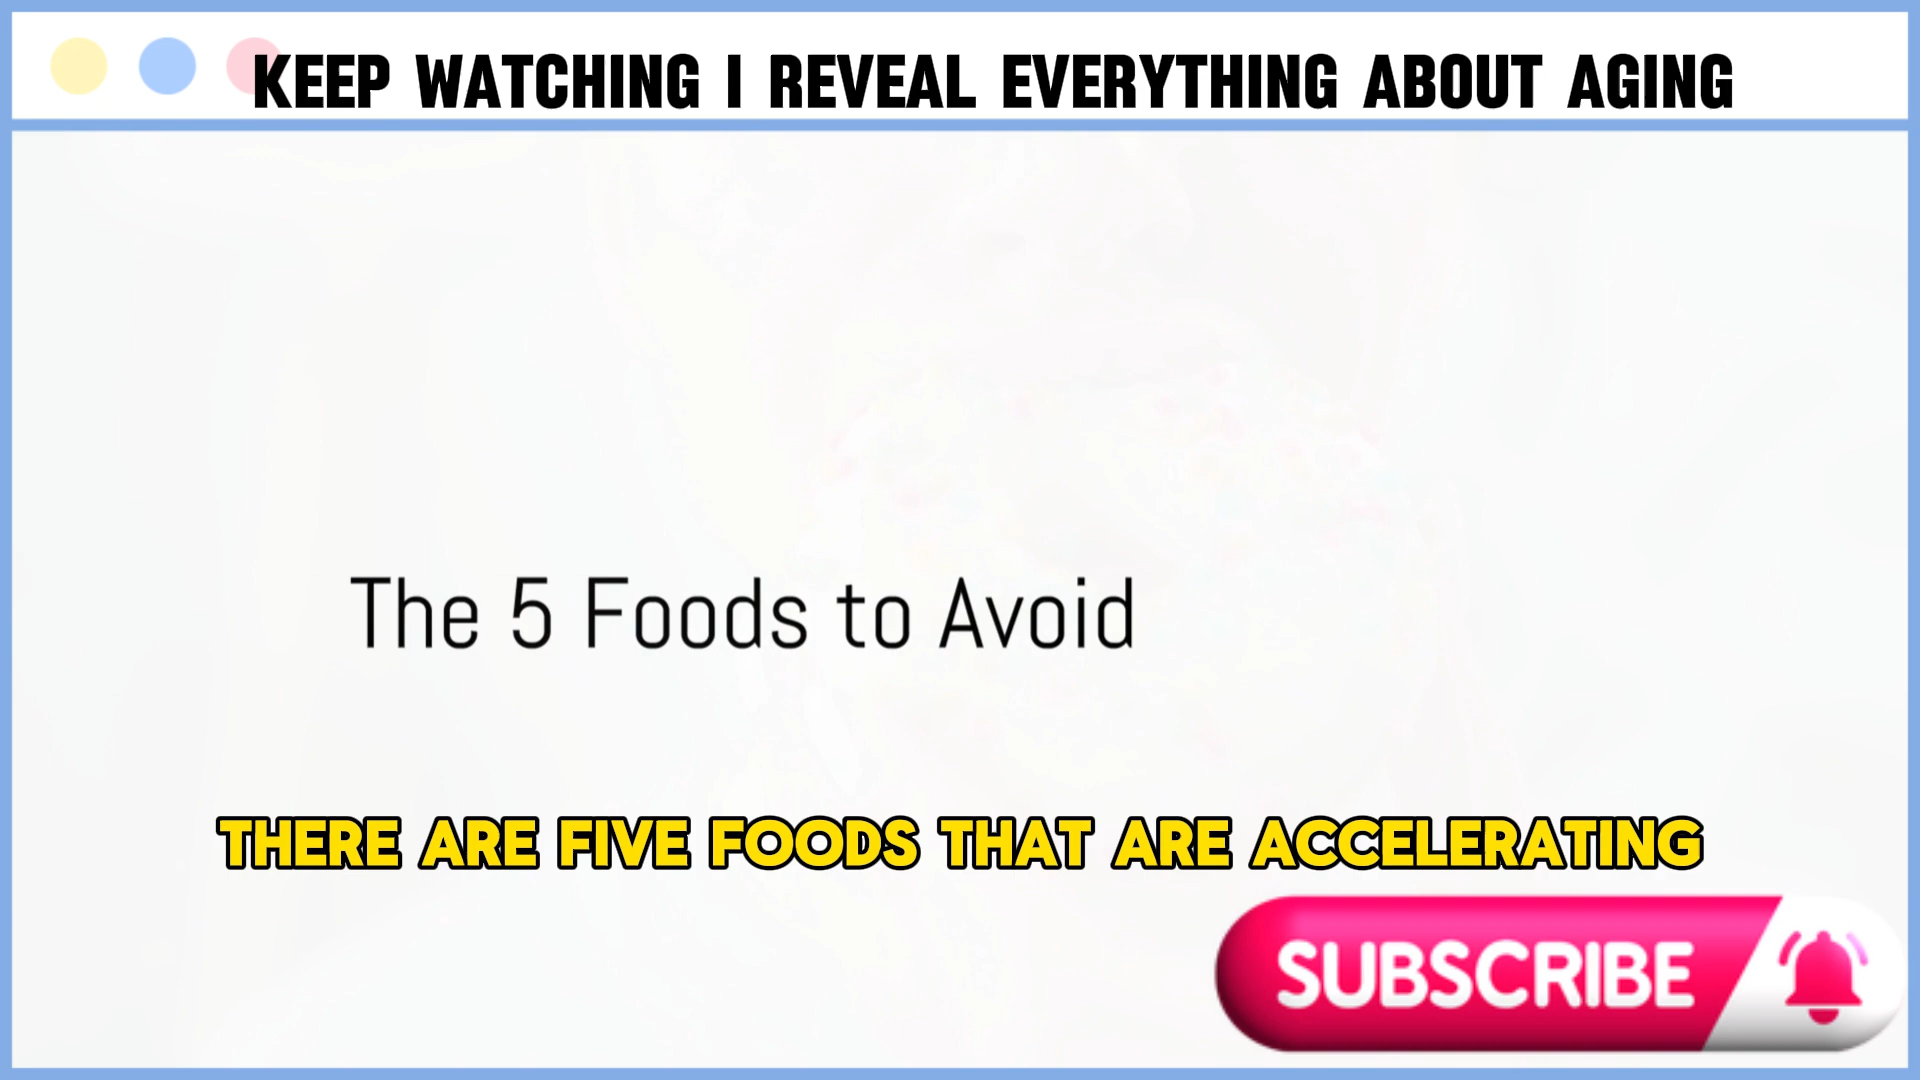 KEEP WATCHING I REVEAL EVERYTHING ABOUT AGING
The 5 Foods to Avoid
THERE ARE FIVE FOODS THAT ARE ACCELERATING
SUBSCRIBE